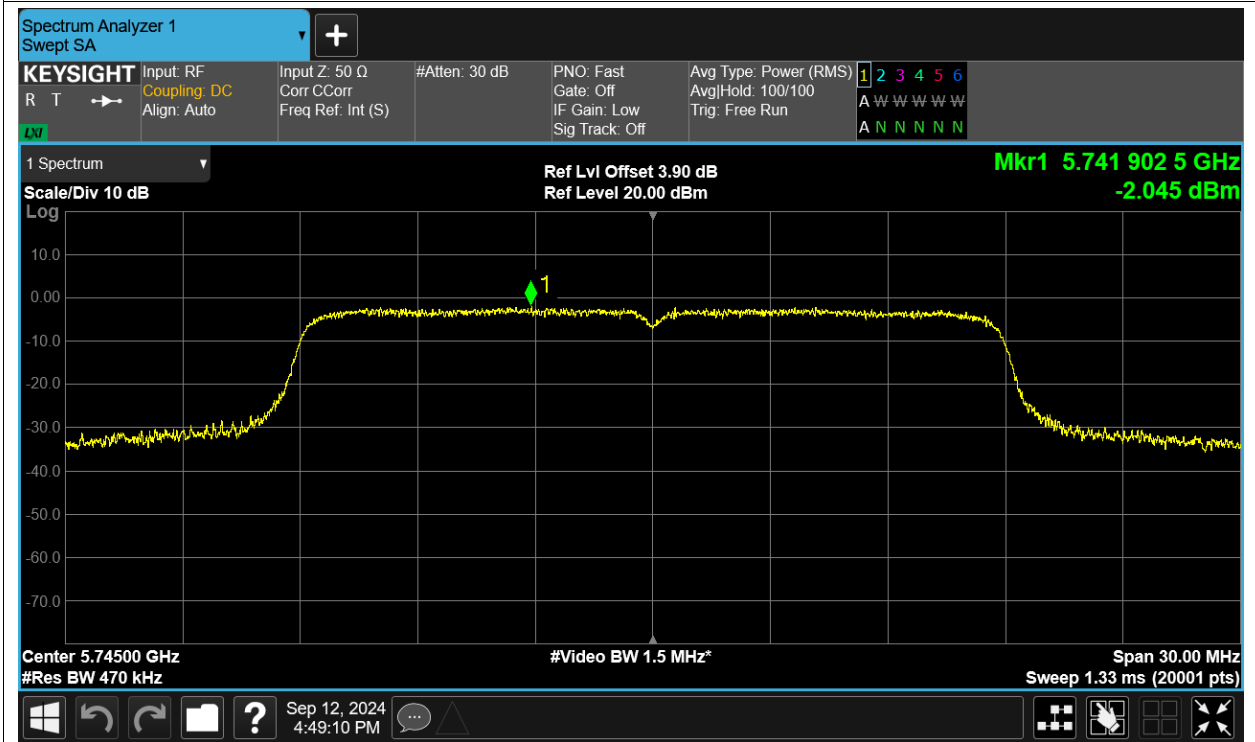 Spectrum Analyzer 1
Swept SA
▼
+
KEYSIGHT
R T
LXI
Input: RF
Coupling: DC
Align: Auto
Input Z: 50 Ω
Corr CCorr
Freq Ref: Int (S)
#Atten: 30 dB
PNO: Fast
Gate: Off
IF Gain: Low
Sig Track: Off
Avg Type: Power (RMS)
Avg|Hold: 100/100
Trig: Free Run
1 2 3 4 5 6
A W W W W W
A N N N N N
1 Spectrum ▼
Scale/Div 10 dB
Ref Lvl Offset 3.90 dB
Ref Level 20.00 dBm
Mkr1 5.741 902 5 GHz
-2.045 dBm
Log
10.0
0.00
-10.0
-20.0
-30.0
-40.0
-50.0
-60.0
-70.0
1
Center 5.74500 GHz
#Res BW 470 kHz
#Video BW 1.5 MHz*
Span 30.00 MHz
Sweep 1.33 ms (20001 pts)
?
Sep 12, 2024
4:49:10 PM